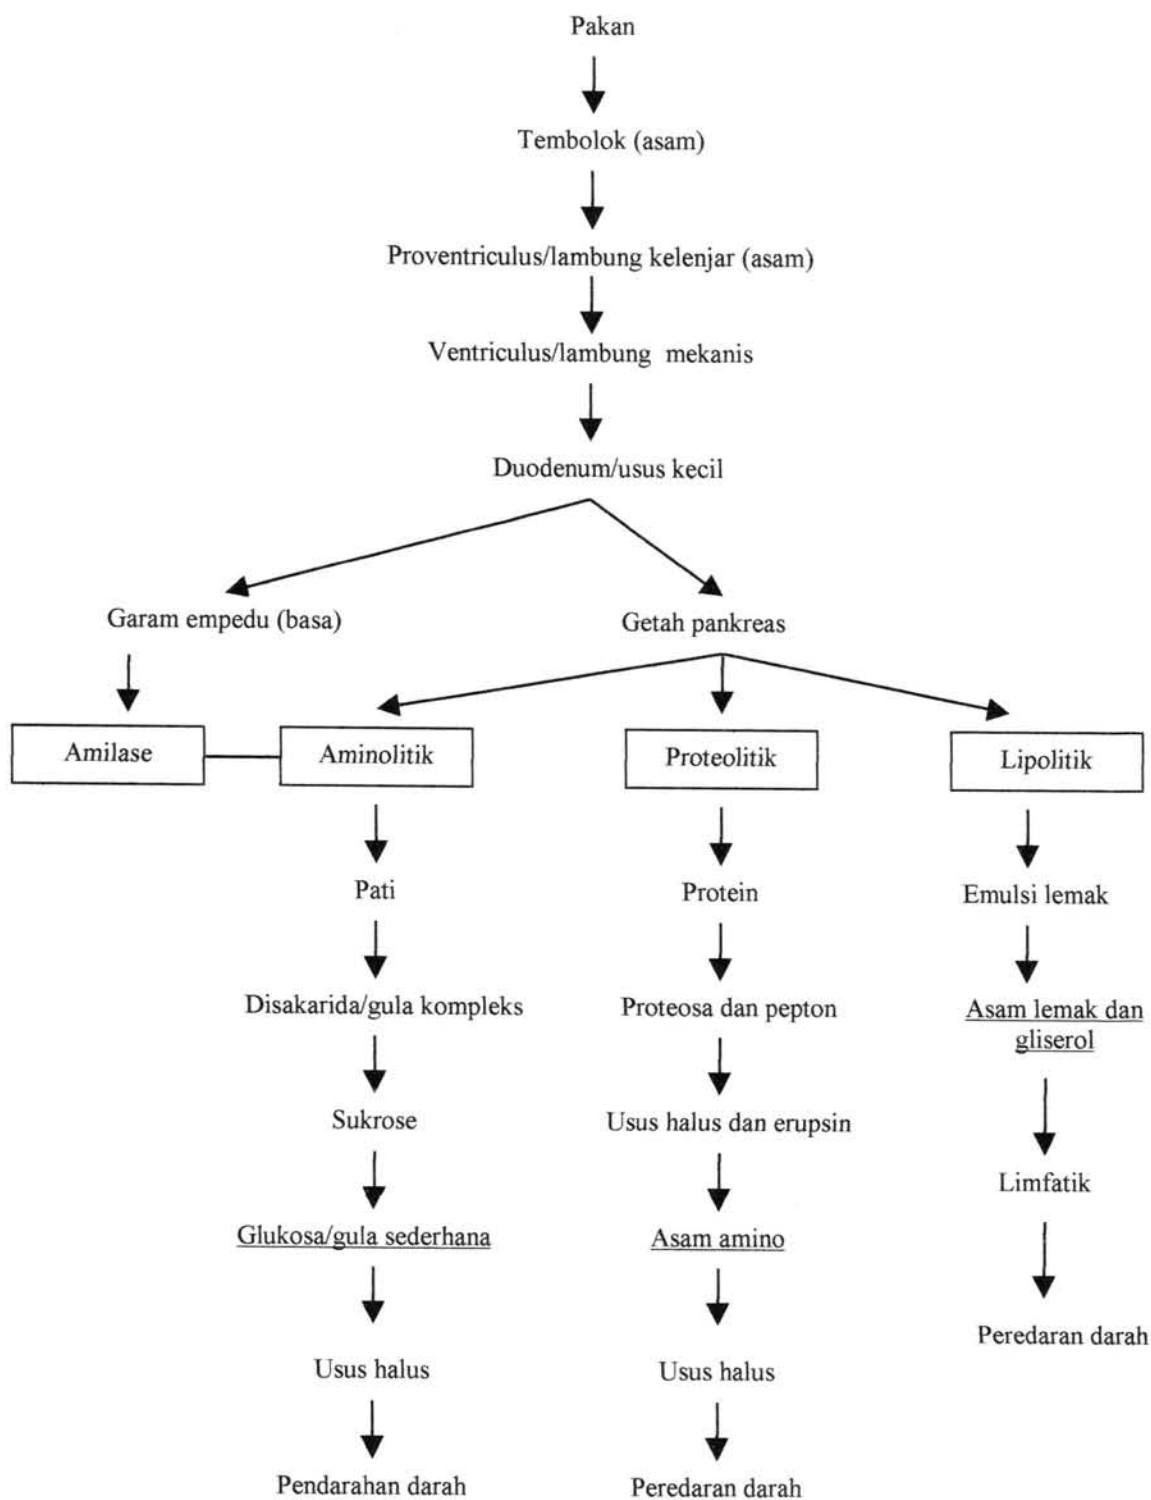 Pakan
Tembolok (asam)
Proventriculus/lambung kelenjar (asam)
Ventriculus/lambung mekanis
Duodenum/usus kecil
Garam empedu (basa)
Getah pankreas
Amilase
Aminolitik
Proteolitik
Lipolitik
Pati
Protein
Emulsi lemak
Disakarida/gula kompleks
Proteosa dan pepton
Asam lemak dan
gliserol
Sukrose
Usus halus dan erupsin
Limfatik
Glukosa/gula sederhana
Asam amino
Peredaran darah
Usus halus
Usus halus
Pendarahan darah
Peredaran darah